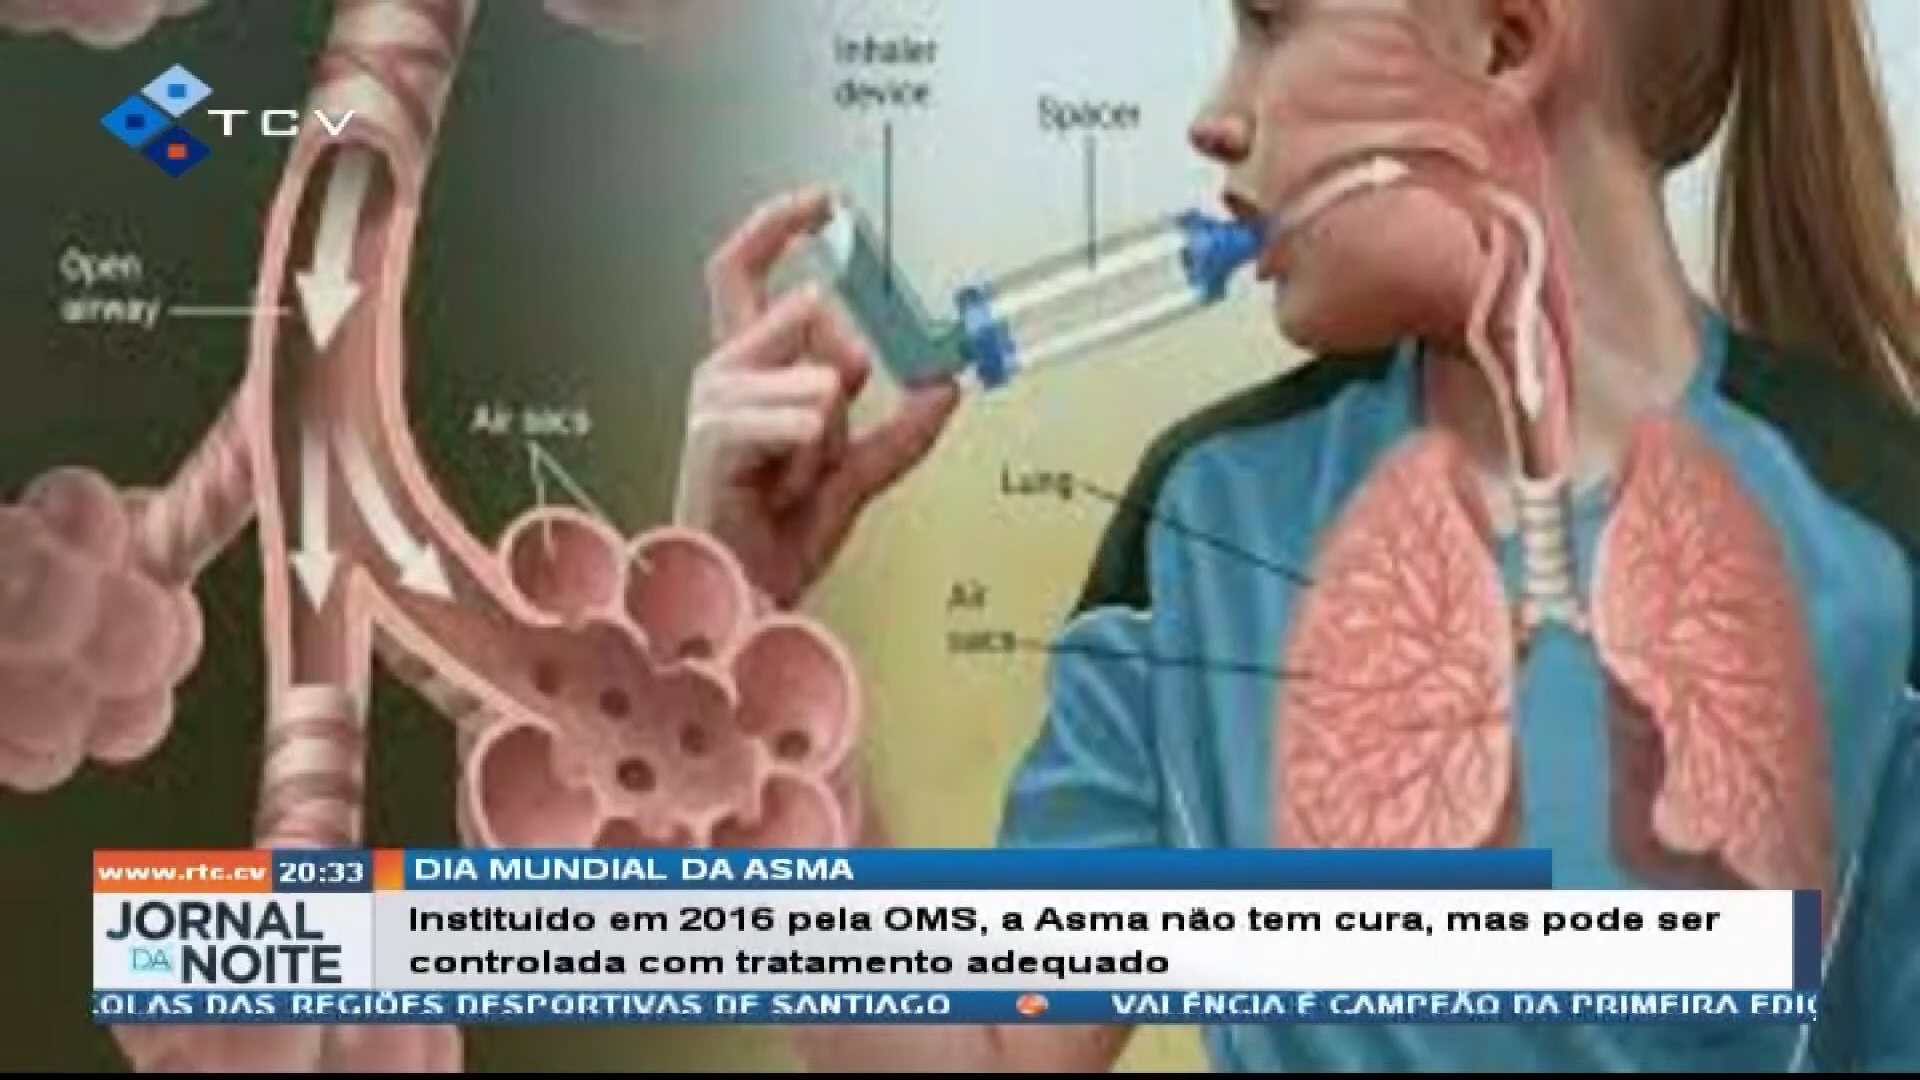 TCV
Inhaler
device
Spacer
Open
airway
Air sacs
Lung
Air
sacs
www.rtc.cv 20:33 DIA MUNDIAL DA ASMA
JORNAL
DA NOITE
Instituido em 2016 pela OMS, a Asma não tem cura, mas pode ser
controlada com tratamento adequado
COLAS DAS REGIÕES DESPORTIVAS DE SANTIAGO VALÊNCIA É CAMPEÃO DA PRIMEIRA EDIÇ